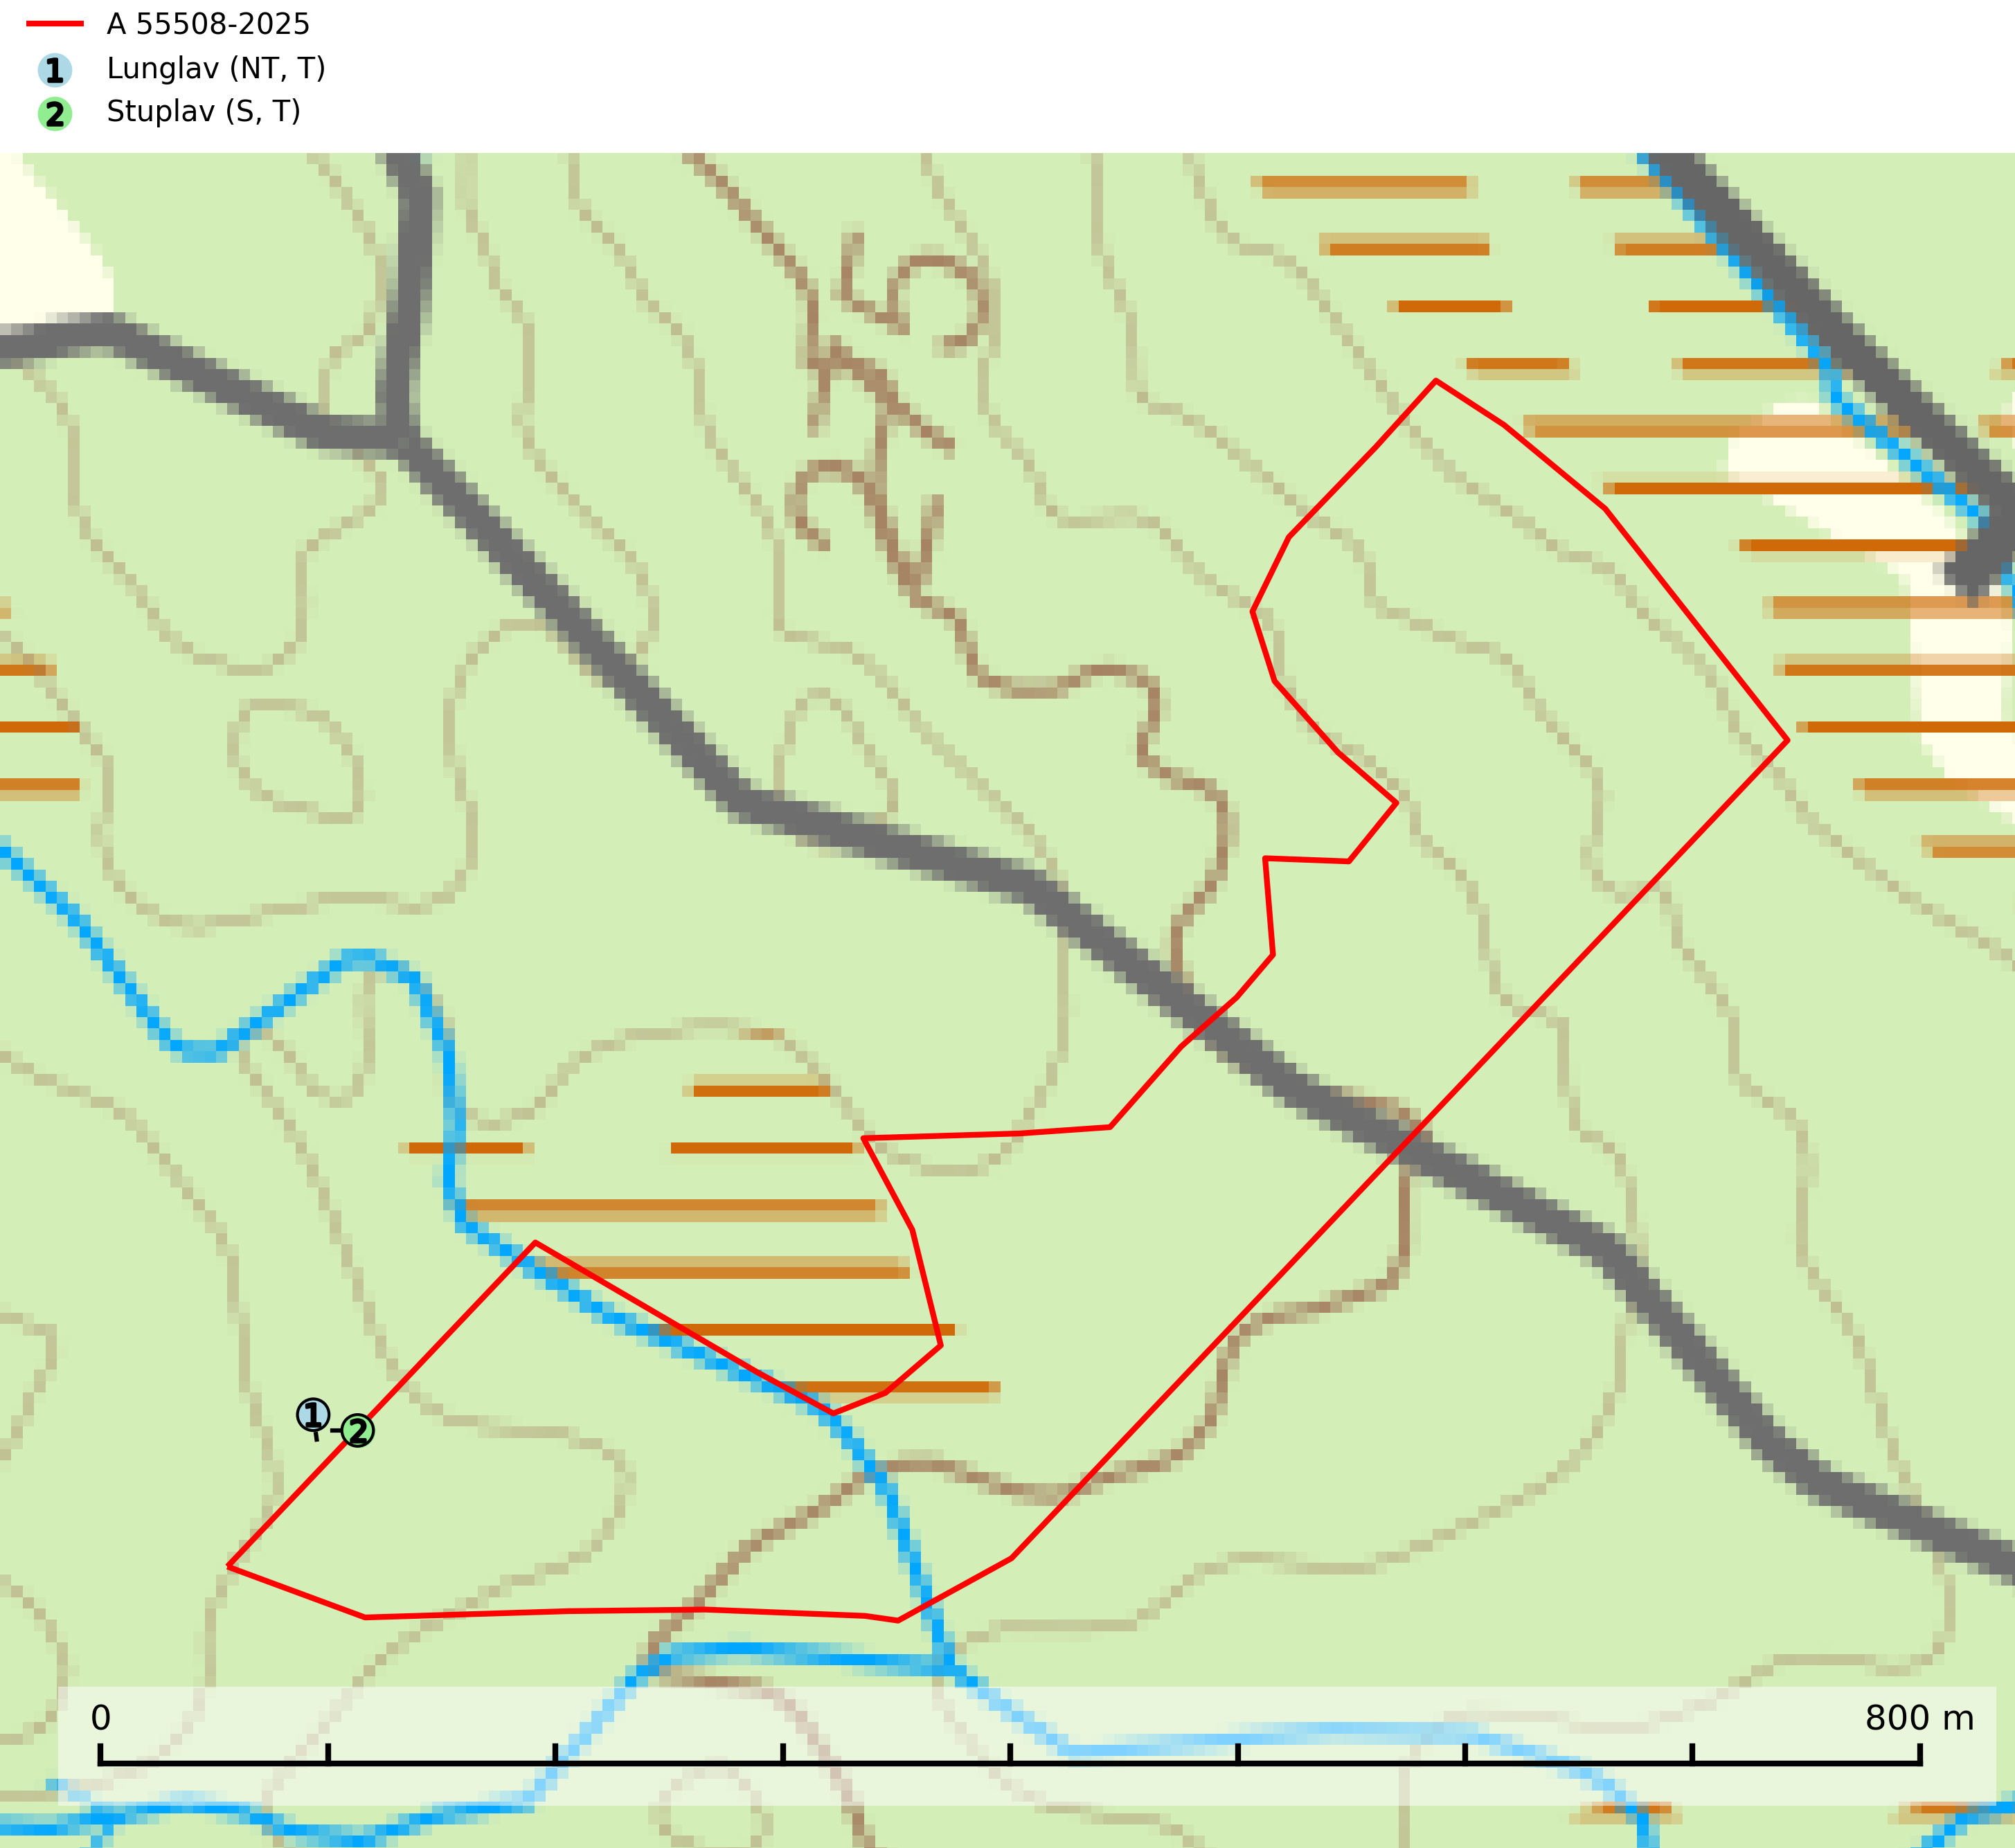 A 55508-2025
1 Lunglav (NT, T)
2 Stuplav (S, T)
1
2
0
800 m